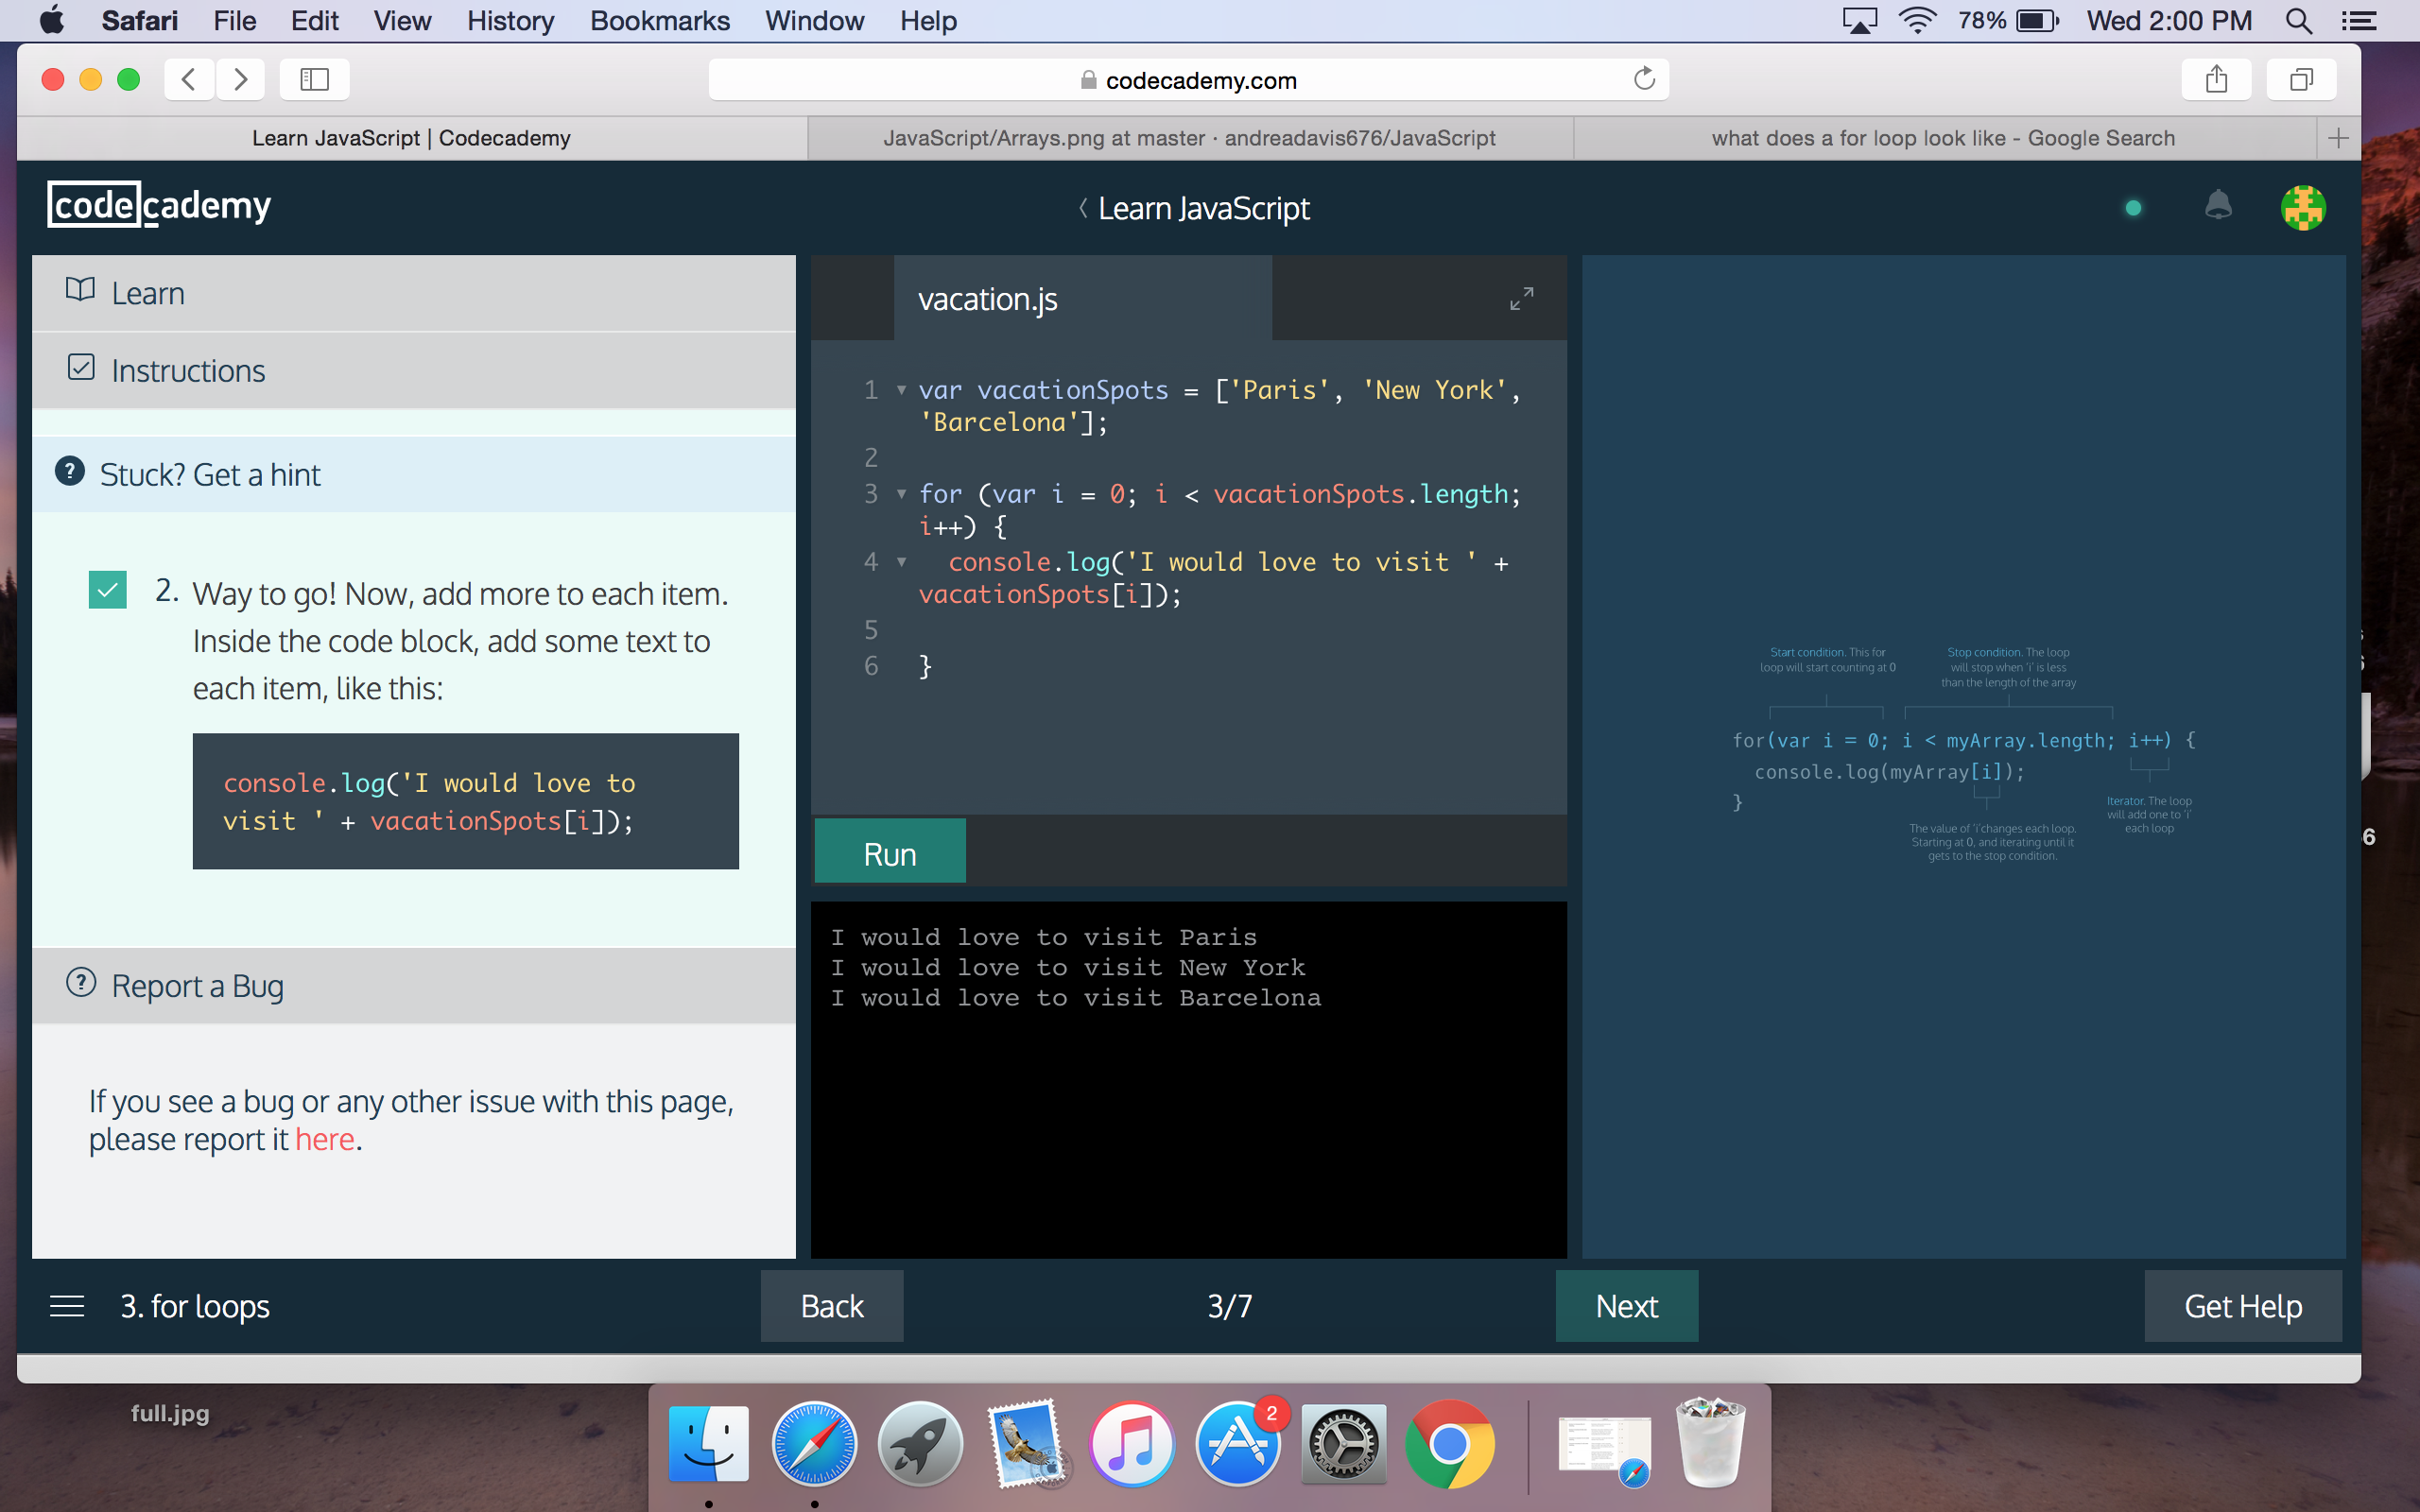 Safari File Edit View History Bookmarks Window Help 78% Wed 2:00 PM
codecademy.com
Learn JavaScript | Codecademy
JavaScript/Arrays.png at master · andreadavis676/JavaScript
what does a for loop look like - Google Search
codecademy
Learn JavaScript
Learn
Instructions
Stuck? Get a hint
2. Way to go! Now, add more to each item.
Inside the code block, add some text to
each item, like this:
console.log('I would love to
visit ' + vacationSpots[i]);
Report a Bug
If you see a bug or any other issue with this page,
please report it here.
vacation.js
1 var vacationSpots = ['Paris', 'New York',
'Barcelona'];
2
3 for (var i = 0; i < vacationSpots.length;
i++) {
4 console.log('I would love to visit ' +
vacationSpots[i]);
5
6 }
Run
I would love to visit Paris
I would love to visit New York
I would love to visit Barcelona
Start condition. This for
loop will start counting at 0
Stop condition. The loop
will stop when 'i' is less
than the length of the array
for(var i = 0; i < myArray.length; i++) {
console.log(myArray[i]);
}
Iterator. The loop
will add one to 'i'
each loop
The value of 'i'changes each loop.
Starting at 0, and iterating until it
gets to the stop condition.
3. for loops
Back
3/7
Next
Get Help
full.jpg
2